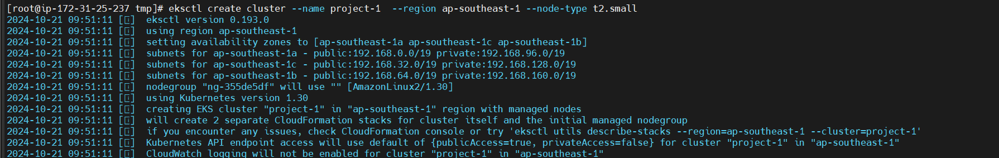 [root@ip-172-31-25-237 tmp]# eksctl create cluster --name project-1  --region ap-southeast-1 --node-type t2.small
2024-10-21 09:51:11 [ℹ]  eksctl version 0.193.0
2024-10-21 09:51:11 [ℹ]  using region ap-southeast-1
2024-10-21 09:51:11 [ℹ]  setting availability zones to [ap-southeast-1a ap-southeast-1c ap-southeast-1b]
2024-10-21 09:51:11 [ℹ]  subnets for ap-southeast-1a - public:192.168.0.0/19 private:192.168.96.0/19
2024-10-21 09:51:11 [ℹ]  subnets for ap-southeast-1c - public:192.168.32.0/19 private:192.168.128.0/19
2024-10-21 09:51:11 [ℹ]  subnets for ap-southeast-1b - public:192.168.64.0/19 private:192.168.160.0/19
2024-10-21 09:51:11 [ℹ]  nodegroup "ng-355de5df" will use "" [AmazonLinux2/1.30]
2024-10-21 09:51:11 [ℹ]  using Kubernetes version 1.30
2024-10-21 09:51:11 [ℹ]  creating EKS cluster "project-1" in "ap-southeast-1" region with managed nodes
2024-10-21 09:51:11 [ℹ]  will create 2 separate CloudFormation stacks for cluster itself and the initial managed nodegroup
2024-10-21 09:51:11 [ℹ]  if you encounter any issues, check CloudFormation console or try 'eksctl utils describe-stacks --region=ap-southeast-1 --cluster=project-1'
2024-10-21 09:51:11 [ℹ]  Kubernetes API endpoint access will use default of {publicAccess=true, privateAccess=false} for cluster "project-1" in "ap-southeast-1"
2024-10-21 09:51:11 [ℹ]  CloudWatch logging will not be enabled for cluster "project-1" in "ap-southeast-1"